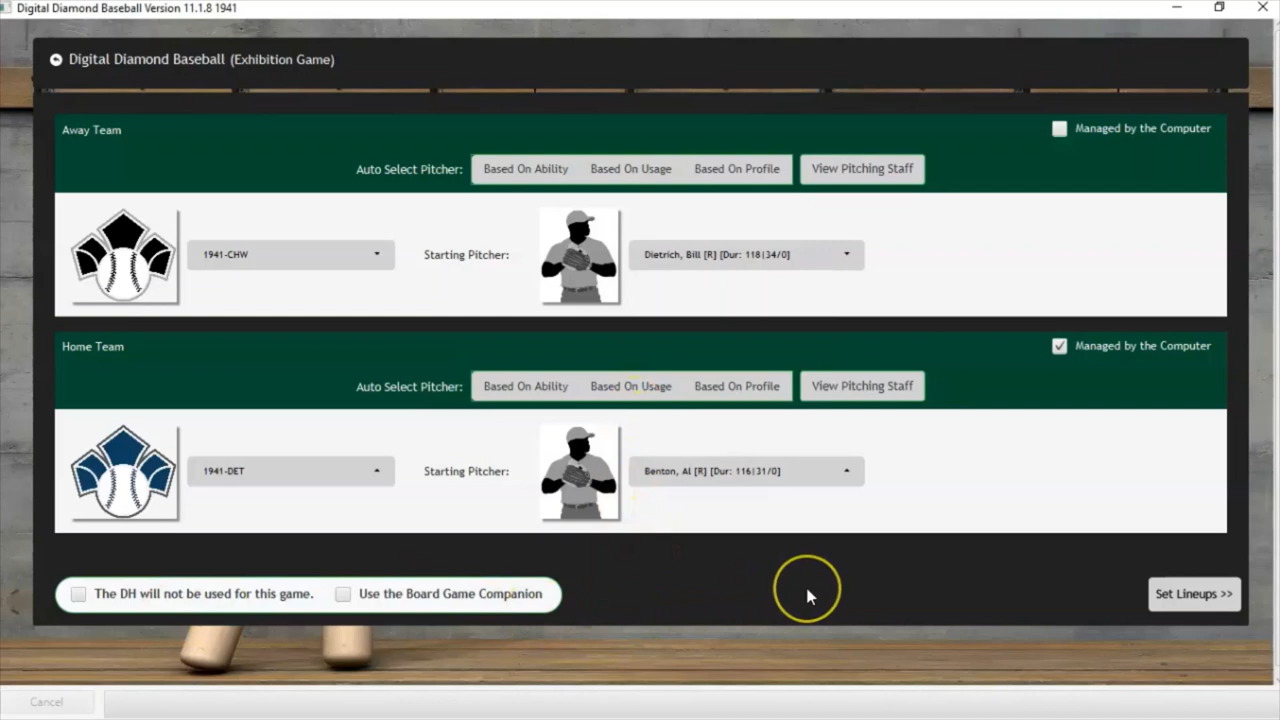 Digital Diamond Baseball Version 11.1.8 1941
Digital Diamond Baseball (Exhibition Game)
Away Team
Managed by the Computer
Auto Select Pitcher: Based On Ability Based On Usage Based On Profile View Pitching Staff
1941-CHW Starting Pitcher: Dietrich, Bill [R] [Dur: 118|34/0]
Home Team
Managed by the Computer
Auto Select Pitcher: Based On Ability Based On Usage Based On Profile View Pitching Staff
1941-DET Starting Pitcher: Benton, Al [R] [Dur: 116|31/0]
The DH will not be used for this game. Use the Board Game Companion Set Lineups >>
Cancel